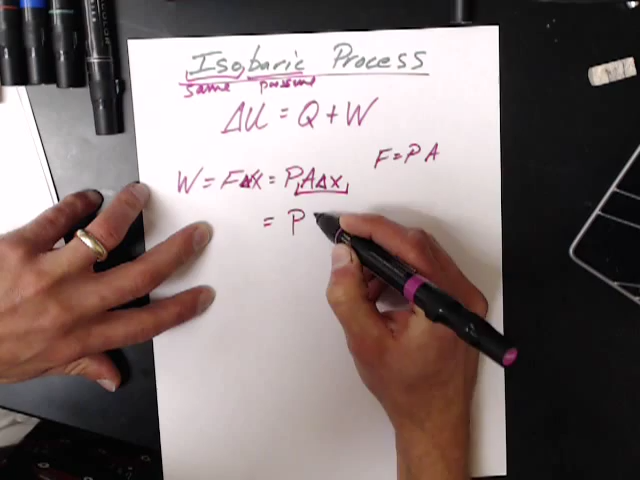 Isobaric Process
same pressure
ΔU = Q + W
F = P A
W = FΔx = PAΔx
= P